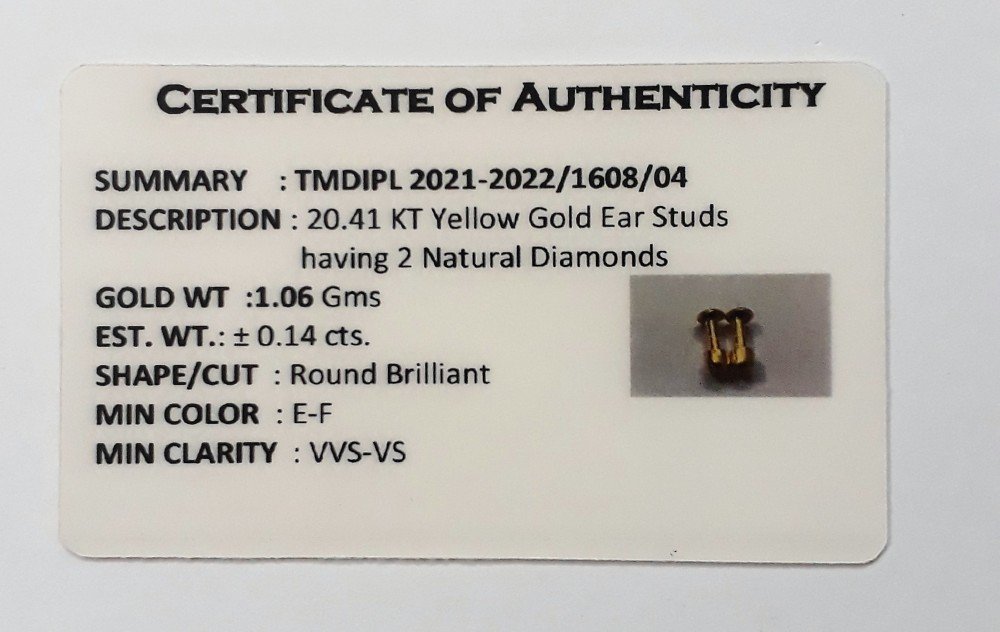 CERTIFICATE OF AUTHENTICITY
SUMMARY : TMDIPL 2021-2022/1608/04
DESCRIPTION : 20.41 KT Yellow Gold Ear Studs
having 2 Natural Diamonds
GOLD WT :1.06 Gms
EST. WT.: ± 0.14 cts.
SHAPE/CUT : Round Brilliant
MIN COLOR : E-F
MIN CLARITY : VVS-VS